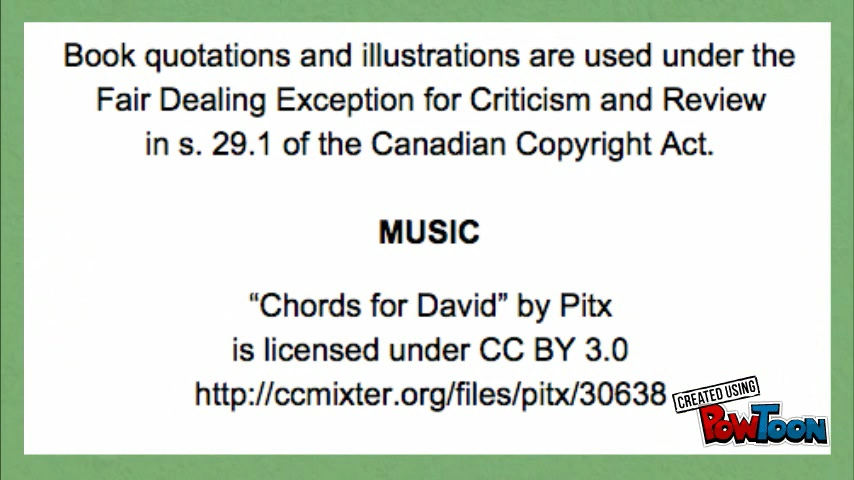 Book quotations and illustrations are used under the
Fair Dealing Exception for Criticism and Review
in s. 29.1 of the Canadian Copyright Act.
MUSIC
“Chords for David” by Pitx
is licensed under CC BY 3.0
http://ccmixter.org/files/pitx/30638
CREATED USING
POWTOON